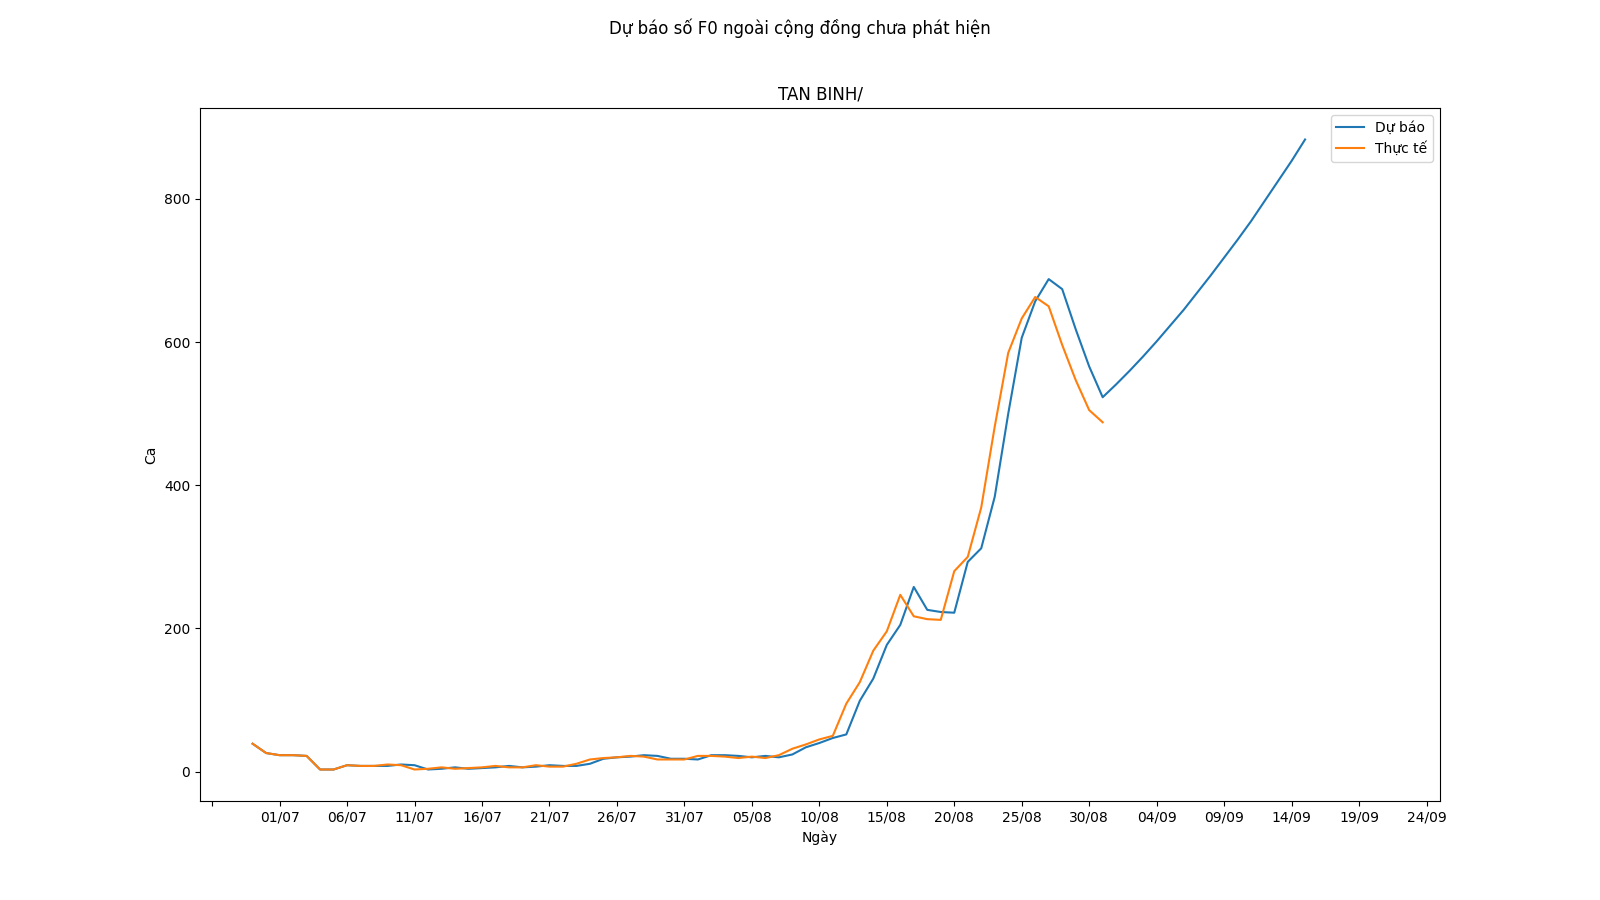 Dự báo số F0 ngoài cộng đồng chưa phát hiện
TAN BINH/
Dự báo
Thực tế
800
600
400
200
0
Ca
01/07 06/07 11/07 16/07 21/07 26/07 31/07 05/08 10/08 15/08 20/08 25/08 30/08 04/09 09/09 14/09 19/09 24/09
Ngày